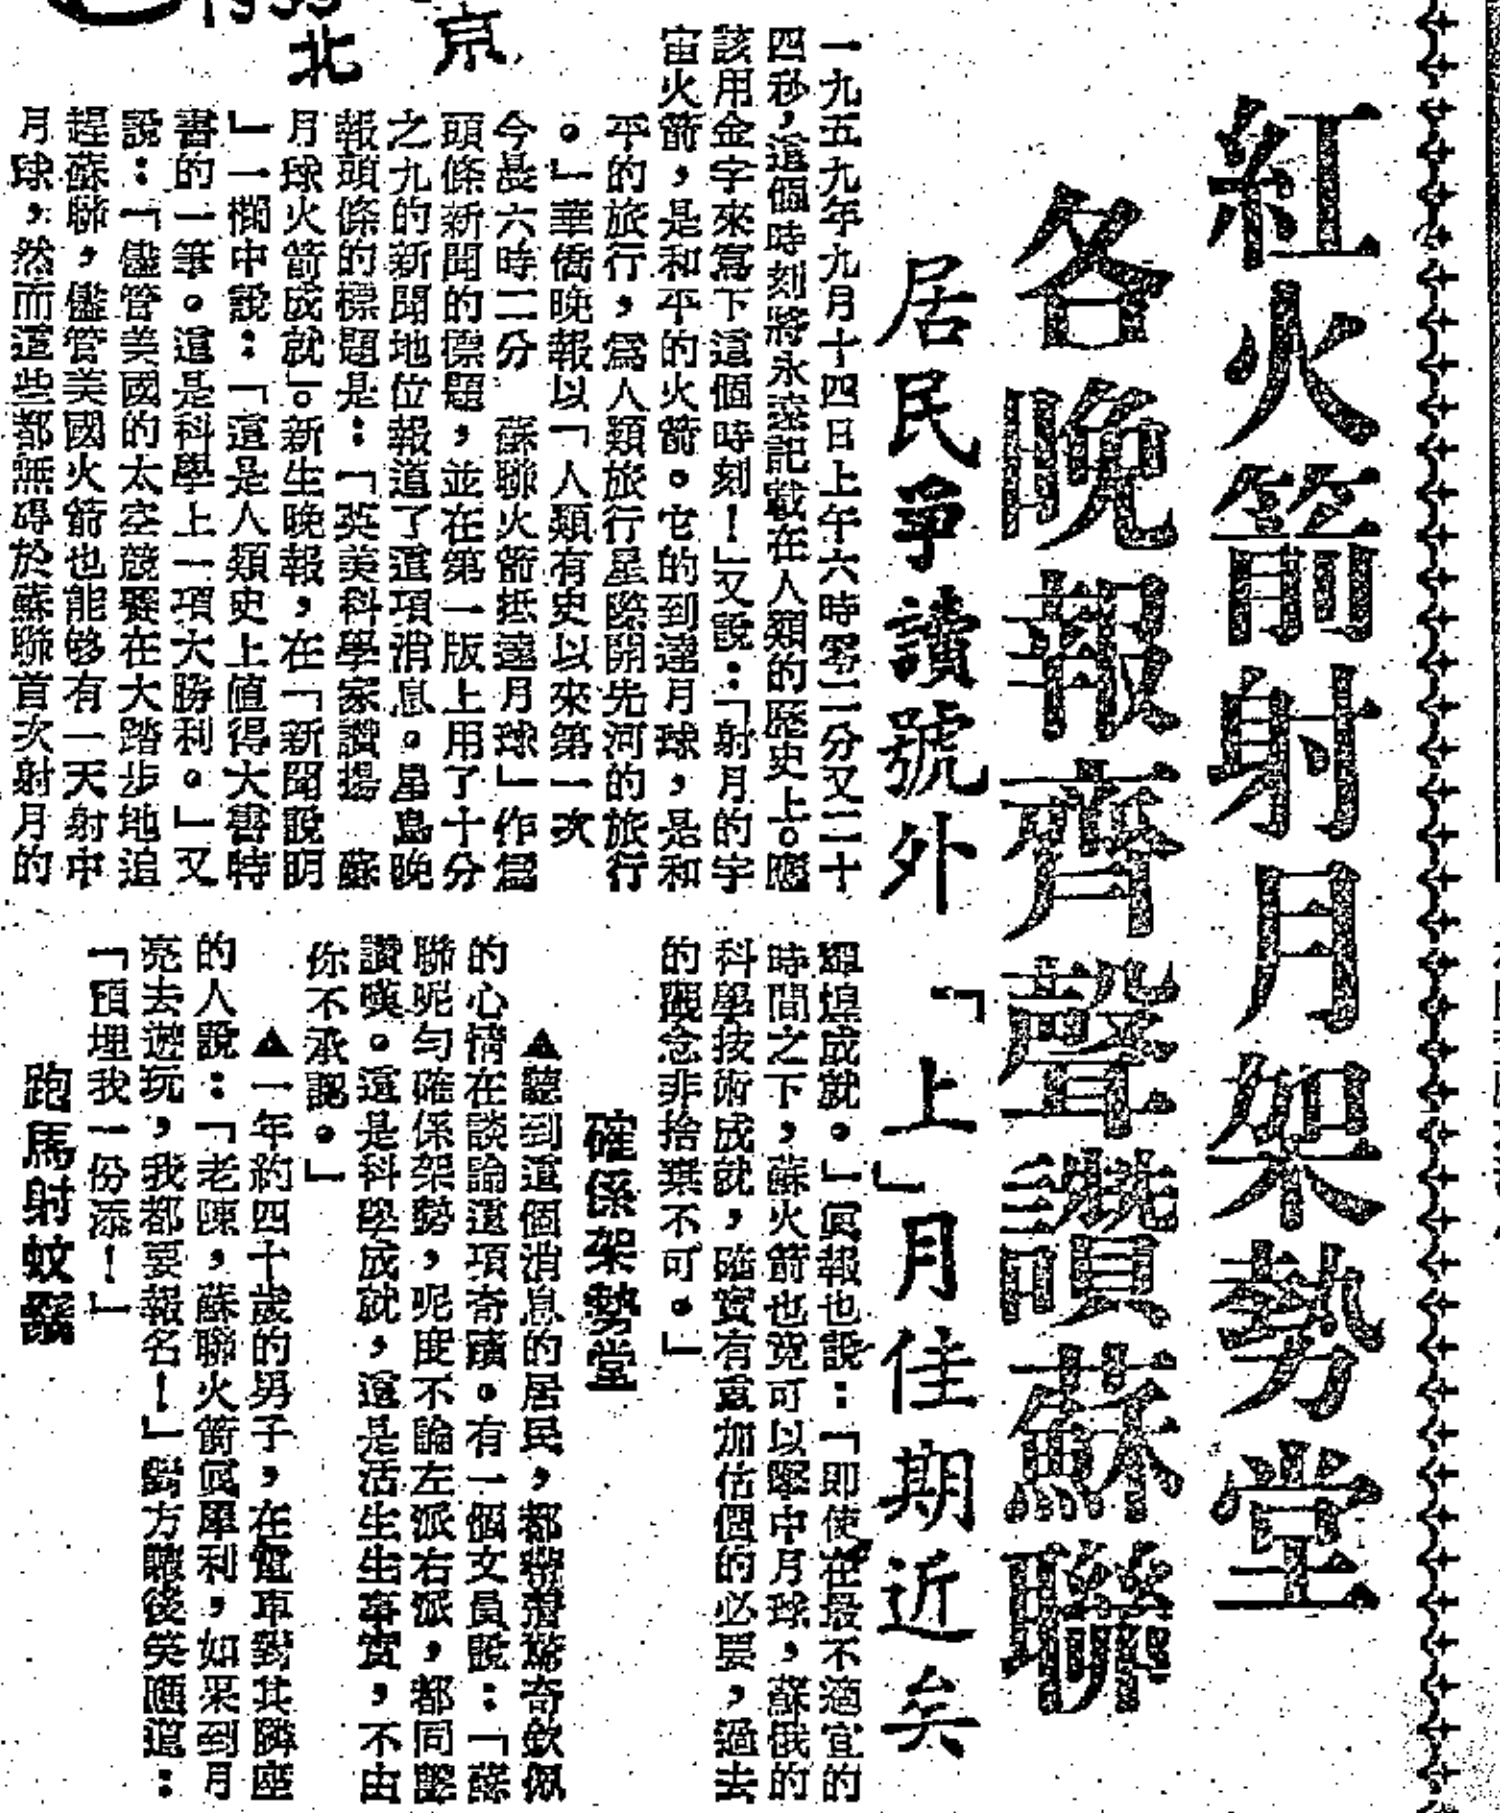 紅火箭射月架勢堂
各晚報齊聲讚蘇聯
居民爭讀號外「上」月佳期近矣
一九五九年九月十四日上午六時零二分又二十
四秒，這個時刻將永遠記載在人類的歷史上。應
該用金字來寫下這個時刻！」又說：「射月的宇
宙火箭，是和平的火箭。它的到達月球，是和
平的旅行，爲人類旅行星際開先河的旅行
。」華僑晚報以「人類有史以來第一次
今晨六時二分　蘇聯火箭抵達月球」作爲
頭條新聞的標題，並在第一版上用了十分
之九的新聞地位報道了這項消息。星島晚
報頭條的標題是：「英美科學家讚揚　蘇
月球火箭成就」。新生晚報，在「新聞說明
」一欄中說：「這是人類史上值得大書特
書的一筆。這是科學上一項大勝利。」又
說：「儘管美國的太空競賽在大踏步地追
趕蘇聯，儘管美國火箭也能够有一天射中
月球，然而這些都無碍於蘇聯首次射月的
輝煌成就。」眞報也說：「即使在最不適宜的
時間之下，蘇火箭也竟可以擊中月球，蘇俄的
科學技術成就，確實有重加估個的必要，過去
的觀念非捨棄不可。」
確係架勢堂
▲聽到這個消息的居民，都帶着驚奇欽佩
的心情在談論這項奇蹟。有一個文員說：「蘇
聯呢勻確係架勢，呢度不論左派右派，都同聲
讚嘆。這是科學成就，這是活生生事實，不由
你不承認。」
▲一年約四十歲的男子，在電車對其隣座
的人說：「老陳，蘇聯火箭眞犀利，如果到月
亮去遊玩，我都要報名！」對方聽後笑匭道：
「預埋我一份添！」
跑馬射蚊鬚
北
京
1959